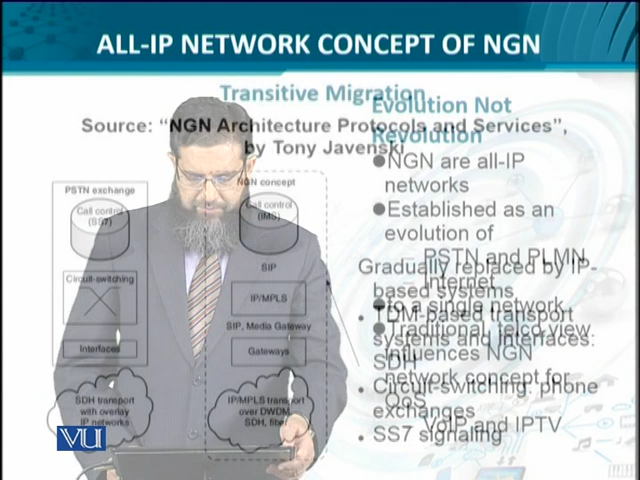 ALL-IP NETWORK CONCEPT OF NGN
Transitive Migration
Source: “NGN Architecture Protocols and Services”,
by Tony Javenski
PSTN exchange
Call control
(SS7)
Circuit-switching
Interfaces
SDH transport
with overlay
IP networks
NGN concept
Call control
(IMS)
SIP
IP/MPLS
SIP, Media Gateway
Gateways
IP/MPLS transport
over DWDM,
SDH, fiber
Evolution Not
Revolution
●NGN are all-IP
networks
●Established as an
evolution of
– PSTN and PLMN
– Internet
●to a single network
●Traditional telco view
influences NGN
network concept for
QoS
VoIP and IPTV
Gradually replaced by IP-
based systems
• TDM-based transport
systems and interfaces:
SDH
• Circuit-switching: phone
exchanges
• SS7 signaling
VU